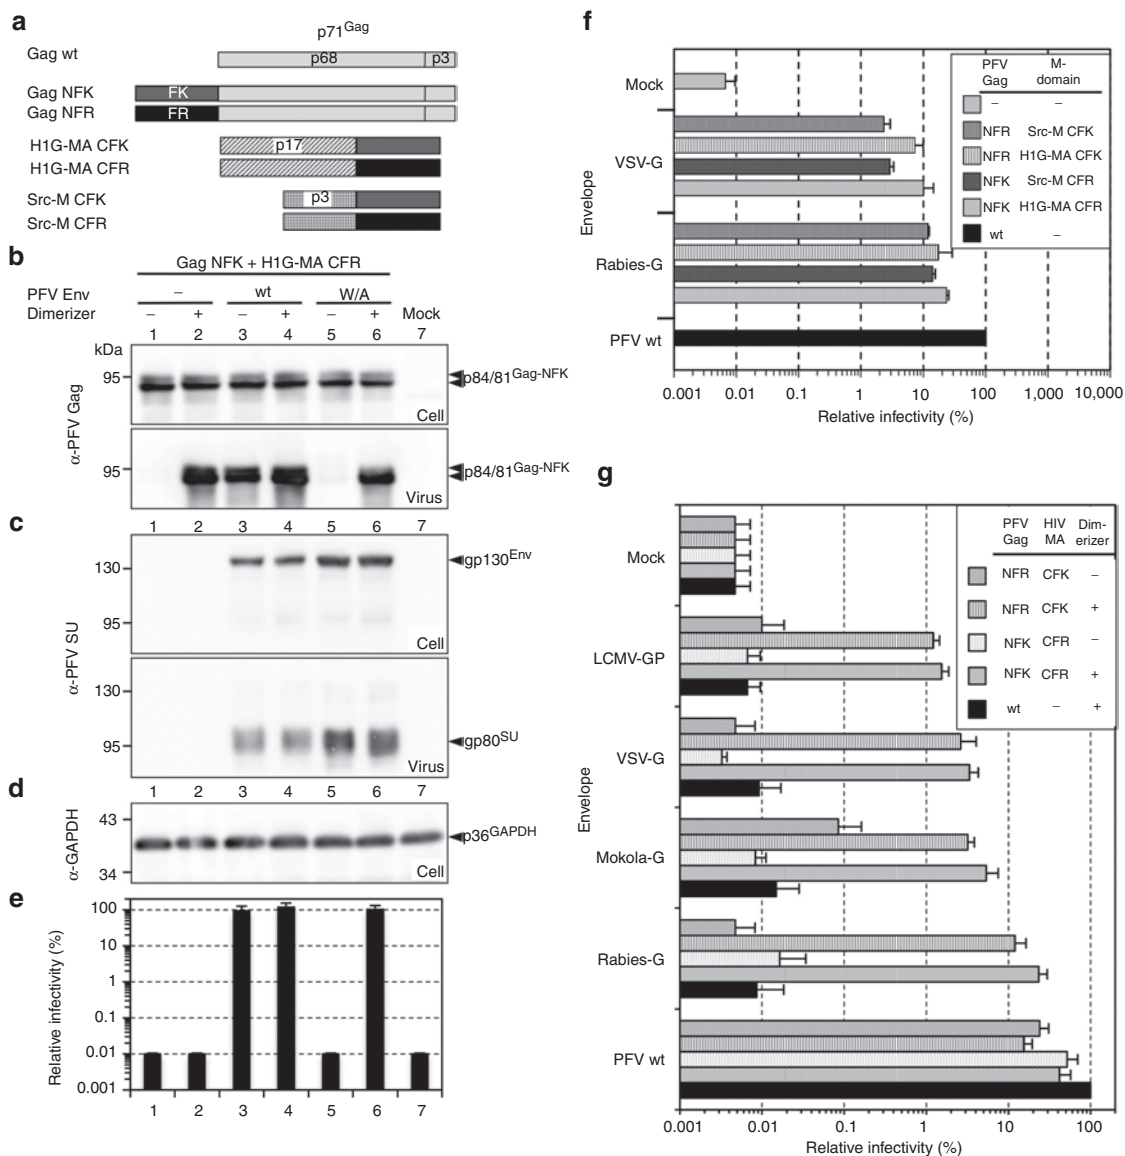 a
p71Gag
Gag wt
p68
p3
Gag NFK
FK
Gag NFR
FR
H1G-MA CFK
p17
H1G-MA CFR
Src-M CFK
p3
Src-M CFR
b
Gag NFK + H1G-MA CFR
PFV Env – wt W/A
Dimerizer – + – + – + Mock
1 2 3 4 5 6 7
kDa
α-PFV Gag
95
p84/81Gag-NFK
Cell
95
p84/81Gag-NFK
Virus
c
1 2 3 4 5 6 7
α-PFV SU
130
gp130Env
95
Cell
130
95
gp80SU
Virus
d
1 2 3 4 5 6 7
α-GAPDH
43
p36GAPDH
34
Cell
e
Relative infectivity (%)
100
10
1
0.1
0.01
0.001
1 2 3 4 5 6 7
f
Envelope
Mock
VSV-G
Rabies-G
PFV wt
PFV Gag M-domain
– –
NFR Src-M CFK
NFR H1G-MA CFK
NFK Src-M CFR
NFK H1G-MA CFR
wt –
0.001 0.01 0.1 1 10 100 1,000 10,000
Relative infectivity (%)
g
Envelope
Mock
LCMV-GP
VSV-G
Mokola-G
Rabies-G
PFV wt
PFV HIV Dim-
Gag MA erizer
NFR CFK –
NFR CFK +
NFK CFR –
NFK CFR +
wt – +
0.001 0.01 0.1 1 10 100
Relative infectivity (%)